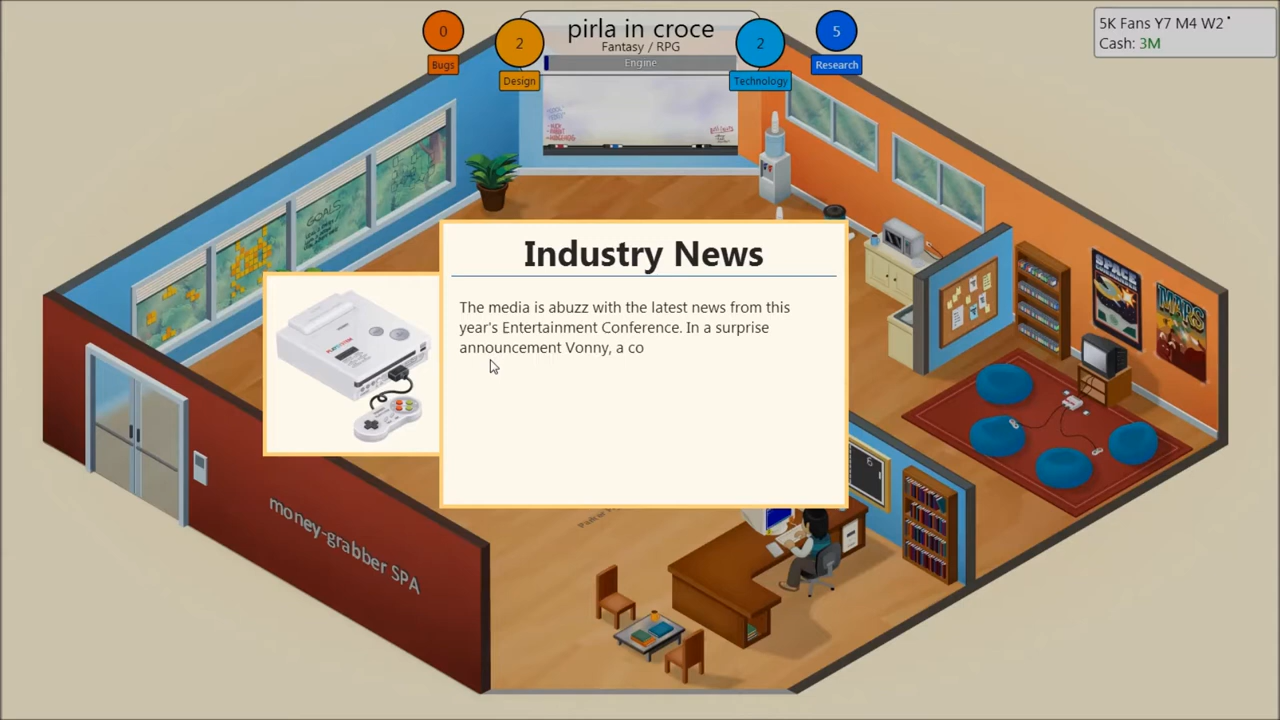 0
Bugs
2
Design
pirla in croce
Fantasy / RPG
Engine
2
Technology
5
Research
5K Fans Y7 M4 W2
Cash: 3M
GOALS
SPACE
MARS
Industry News
The media is abuzz with the latest news from this
year's Entertainment Conference. In a surprise
announcement Vonny, a co
money-grabber SPA